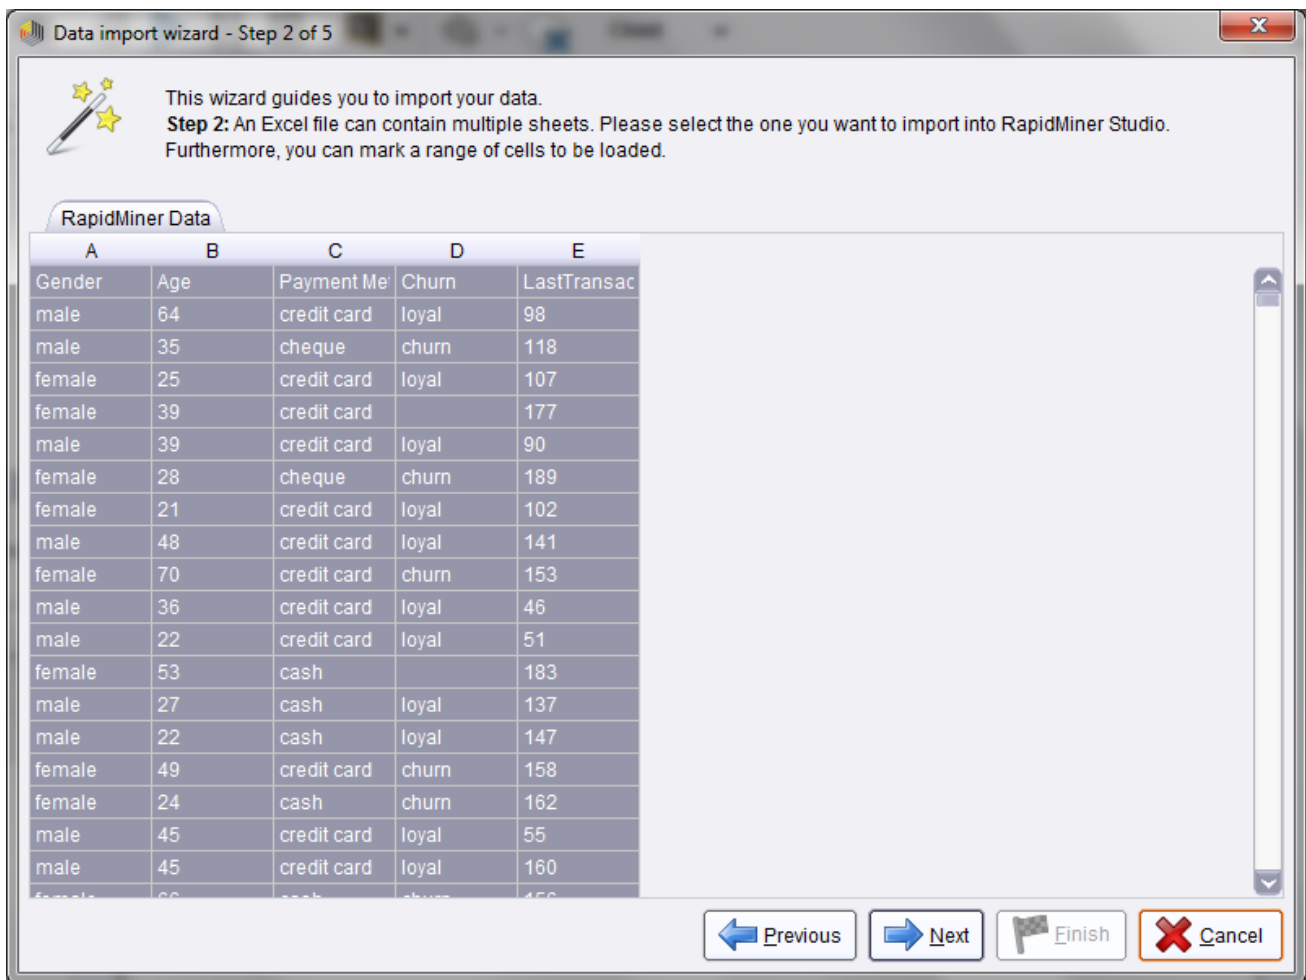 Data import wizard - Step 2 of 5
This wizard guides you to import your data.
Step 2: An Excel file can contain multiple sheets. Please select the one you want to import into RapidMiner Studio.
Furthermore, you can mark a range of cells to be loaded.
RapidMiner Data
A B C D E
Gender Age Payment Me Churn LastTransac
male 64 credit card loyal 98
male 35 cheque churn 118
female 25 credit card loyal 107
female 39 credit card 177
male 39 credit card loyal 90
female 28 cheque churn 189
female 21 credit card loyal 102
male 48 credit card loyal 141
female 70 credit card churn 153
male 36 credit card loyal 46
male 22 credit card loyal 51
female 53 cash 183
male 27 cash loyal 137
male 22 cash loyal 147
female 49 credit card churn 158
female 24 cash churn 162
male 45 credit card loyal 55
male 45 credit card loyal 160
Previous Next Finish Cancel